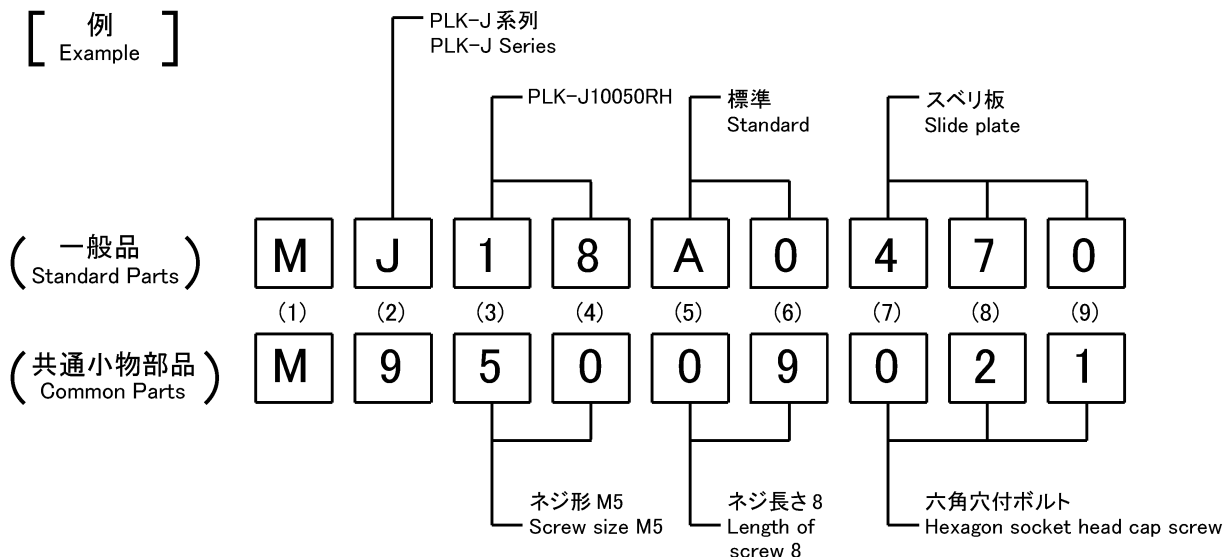 例
Example
PLK-J 系列
PLK-J Series
PLK-J10050RH
標準
Standard
スベリ板
Slide plate
一般品
Standard Parts
M J 1 8 A 0 4 7 0
(1) (2) (3) (4) (5) (6) (7) (8) (9)
共通小物部品
Common Parts
M 9 5 0 0 9 0 2 1
ネジ形 M5
Screw size M5
ネジ長さ 8
Length of
screw 8
六角穴付ボルト
Hexagon socket head cap screw